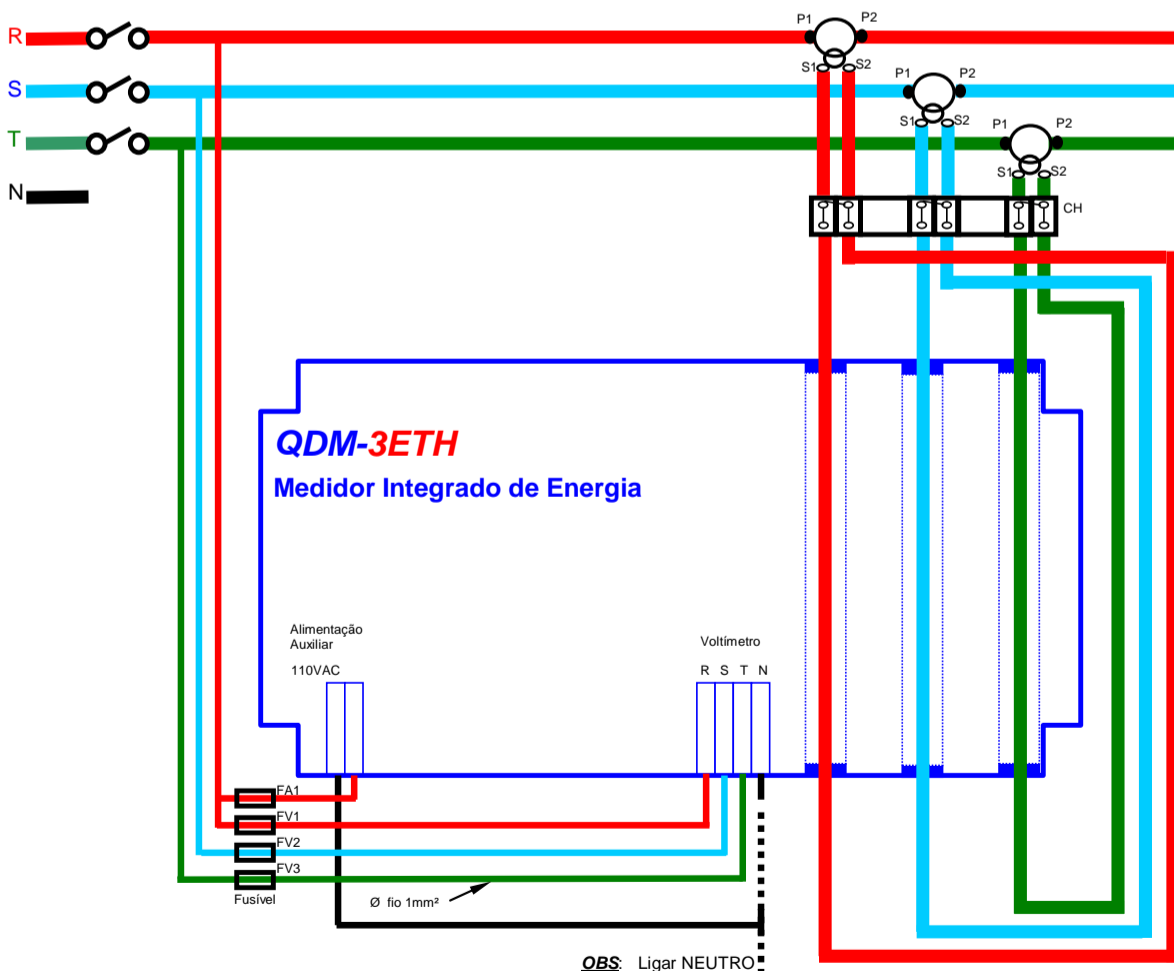 R
S
T
N
P1 P2
S1 S2
P1 P2
S1 S2
P1 P2
S1 S2
CH
QDM-3ETH
Medidor Integrado de Energia
Alimentação
Auxiliar
110VAC
Voltímetro
R S T N
FA1
FV1
FV2
FV3
Fusível
Ø fio 1mm²
OBS: Ligar NEUTRO